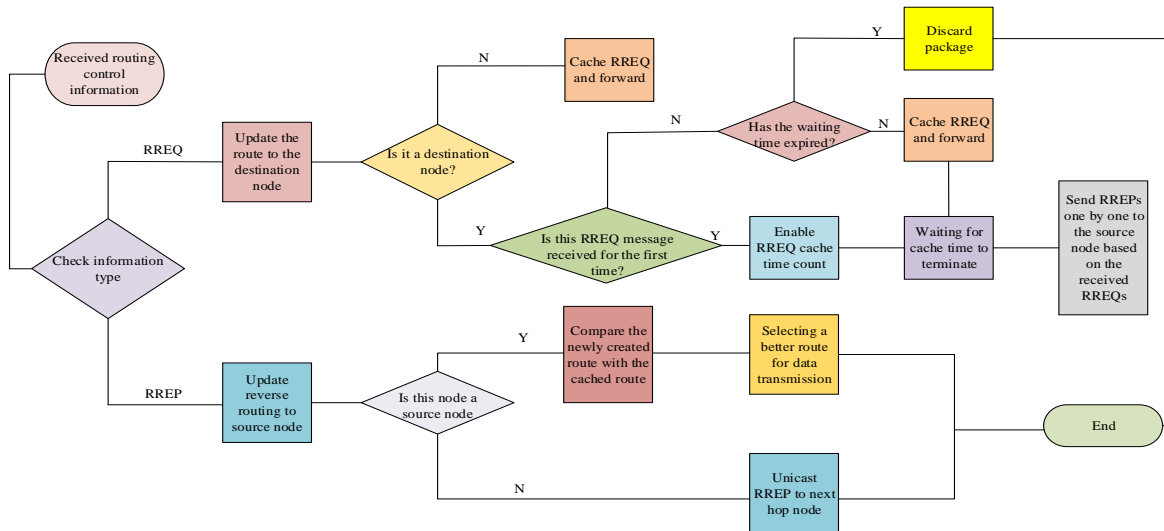 Received routing
control
information
Check information
type
RREQ
RREP
Update the
route to the
destination
node
Is it a destination
node?
N
Cache RREQ
and forward
Y
Is this RREQ message
received for the first
time?
N
Has the waiting
time expired?
Y
Discard
package
N
Cache RREQ
and forward
Y
Enable
RREQ cache
time count
Waiting for
cache time to
terminate
Send RREPs
one by one to
the source
node based
on the
received
RREQs
Update
reverse
routing to
source node
Is this node a
source node
Y
Compare the
newly created
route with the
cached route
Selecting a
better route
for data
transmission
N
Unicast
RREP to next
hop node
End